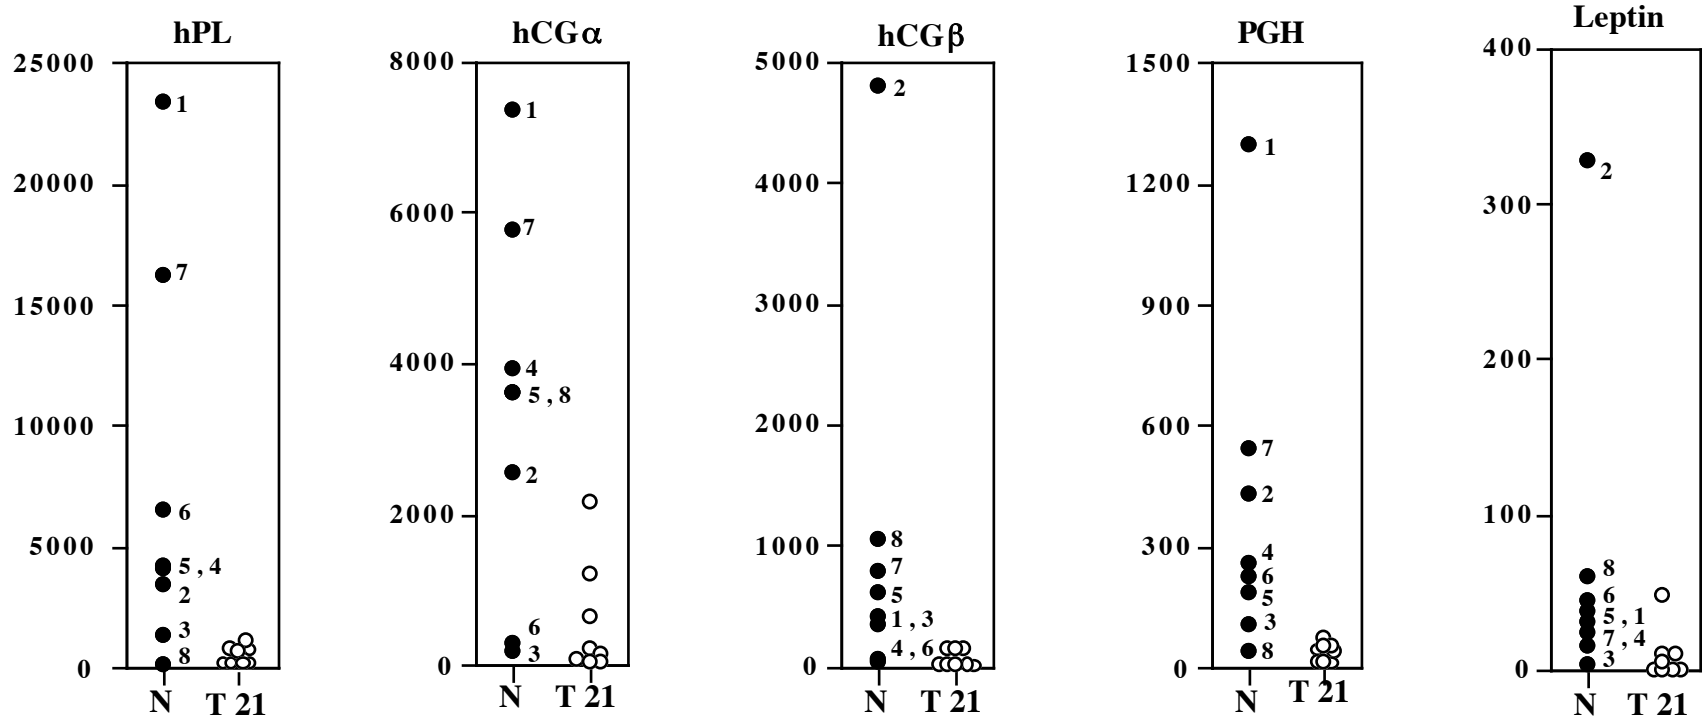 hPL
25000
20000
15000
10000
5000
0
1
7
6
5 , 4
2
3
8
N
T 21
hCG α
8000
6000
4000
2000
0
1
7
4
5 , 8
2
6
3
N
T 21
hCG β
5000
4000
3000
2000
1000
0
2
8
7
5
1 , 3
4 , 6
N
T 21
PGH
1500
1200
900
600
300
0
1
7
2
4
6
5
3
8
N
T 21
Leptin
400
300
200
100
0
2
8
6
5 , 1
7 , 4
3
N
T 21